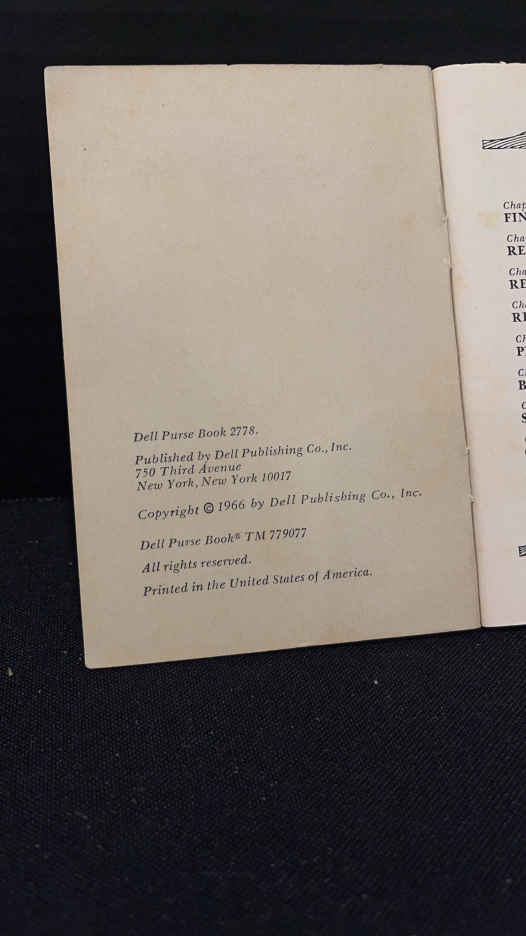 Dell Purse Book 2778.
Published by Dell Publishing Co., Inc.
750 Third Avenue
New York, New York 10017
Copyright © 1966 by Dell Publishing Co., Inc.
Dell Purse Book® TM 779077
All rights reserved.
Printed in the United States of America.